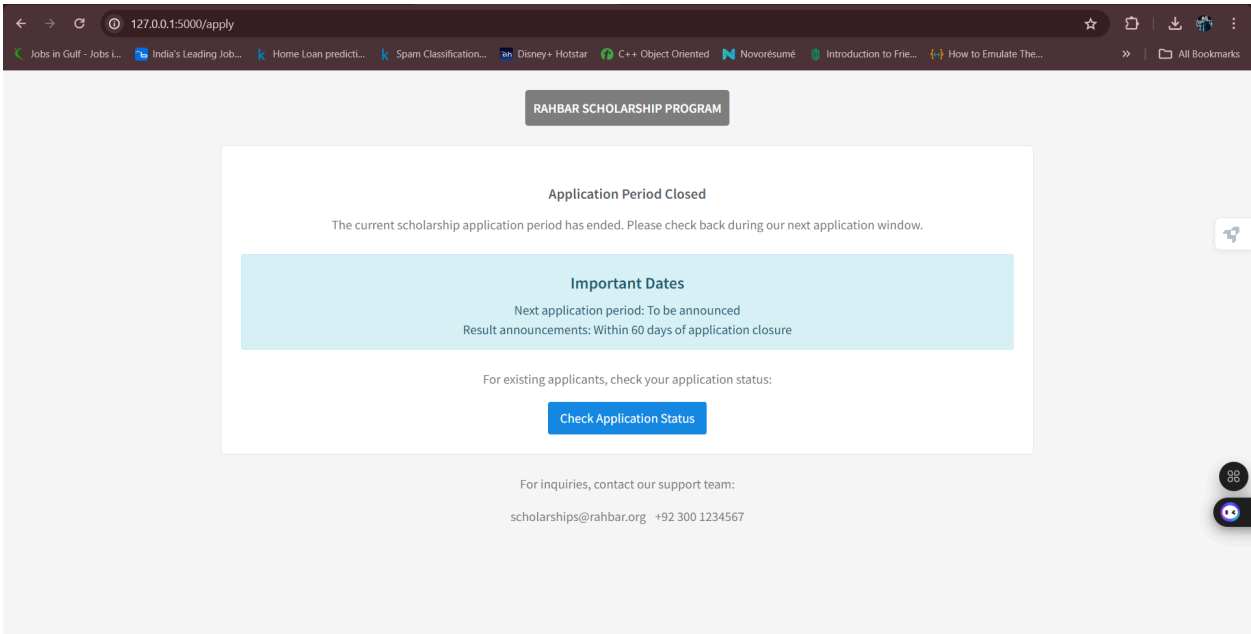 127.0.0.1:5000/apply
Jobs in Gulf - Jobs i... India's Leading Job... Home Loan predicti... Spam Classification... Disney+ Hotstar C++ Object Oriented Novorésumé Introduction to Frie... How to Emulate The... » All Bookmarks
RAHBAR SCHOLARSHIP PROGRAM
Application Period Closed
The current scholarship application period has ended. Please check back during our next application window.
Important Dates
Next application period: To be announced
Result announcements: Within 60 days of application closure
For existing applicants, check your application status:
Check Application Status
For inquiries, contact our support team:
scholarships@rahbar.org +92 300 1234567